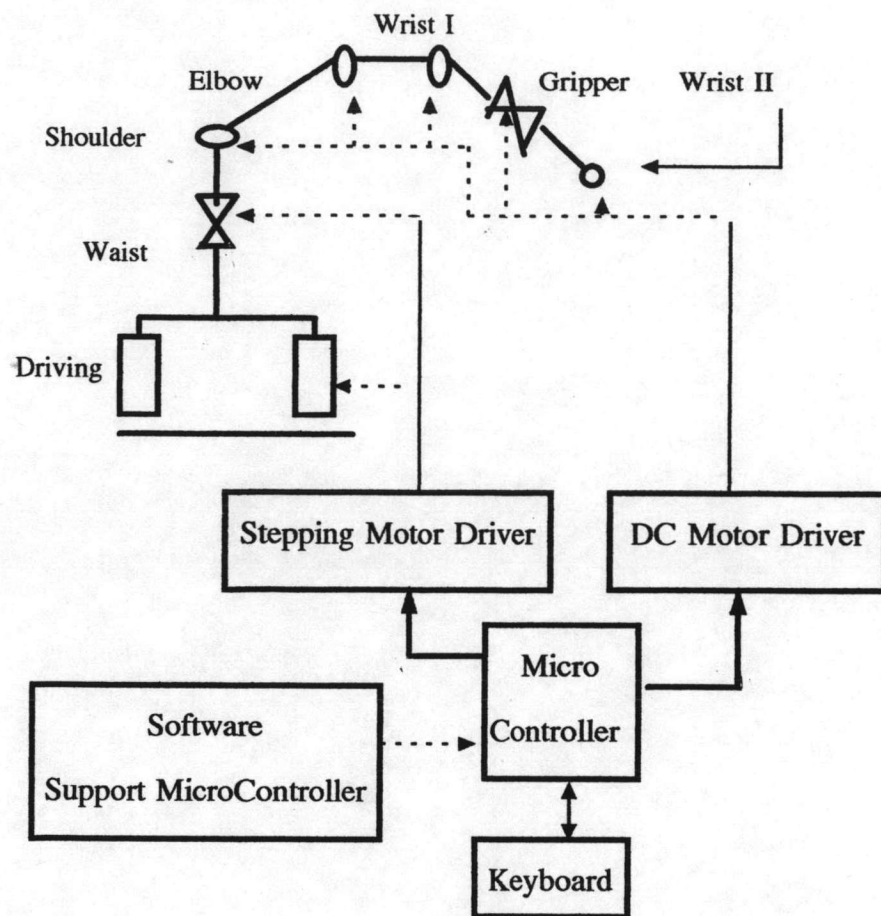 Wrist I
Elbow
Gripper
Wrist II
Shoulder
Waist
Driving
Stepping Motor Driver
DC Motor Driver
Micro
Controller
Software
Support MicroController
Keyboard